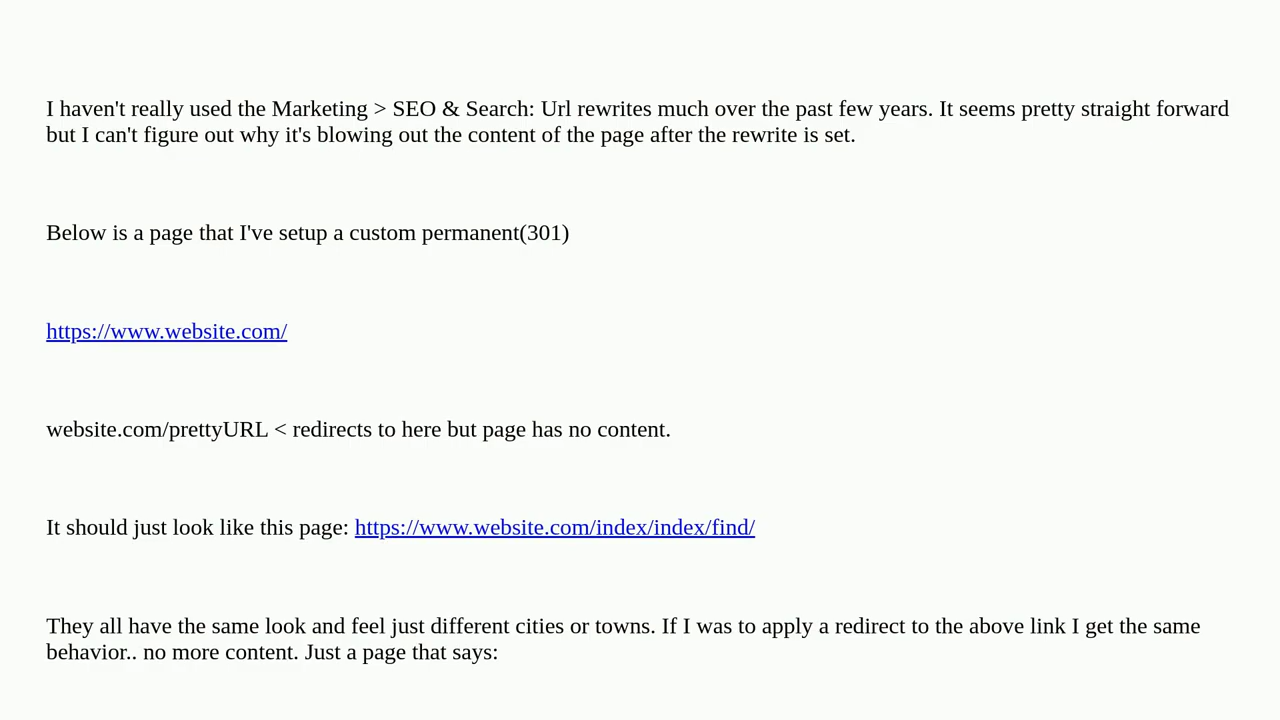 I haven't really used the Marketing > SEO & Search: Url rewrites much over the past few years. It seems pretty straight forward
but I can't figure out why it's blowing out the content of the page after the rewrite is set.
Below is a page that I've setup a custom permanent(301)
https://www.website.com/
website.com/prettyURL < redirects to here but page has no content.
It should just look like this page: https://www.website.com/index/index/find/
They all have the same look and feel just different cities or towns. If I was to apply a redirect to the above link I get the same
behavior.. no more content. Just a page that says: